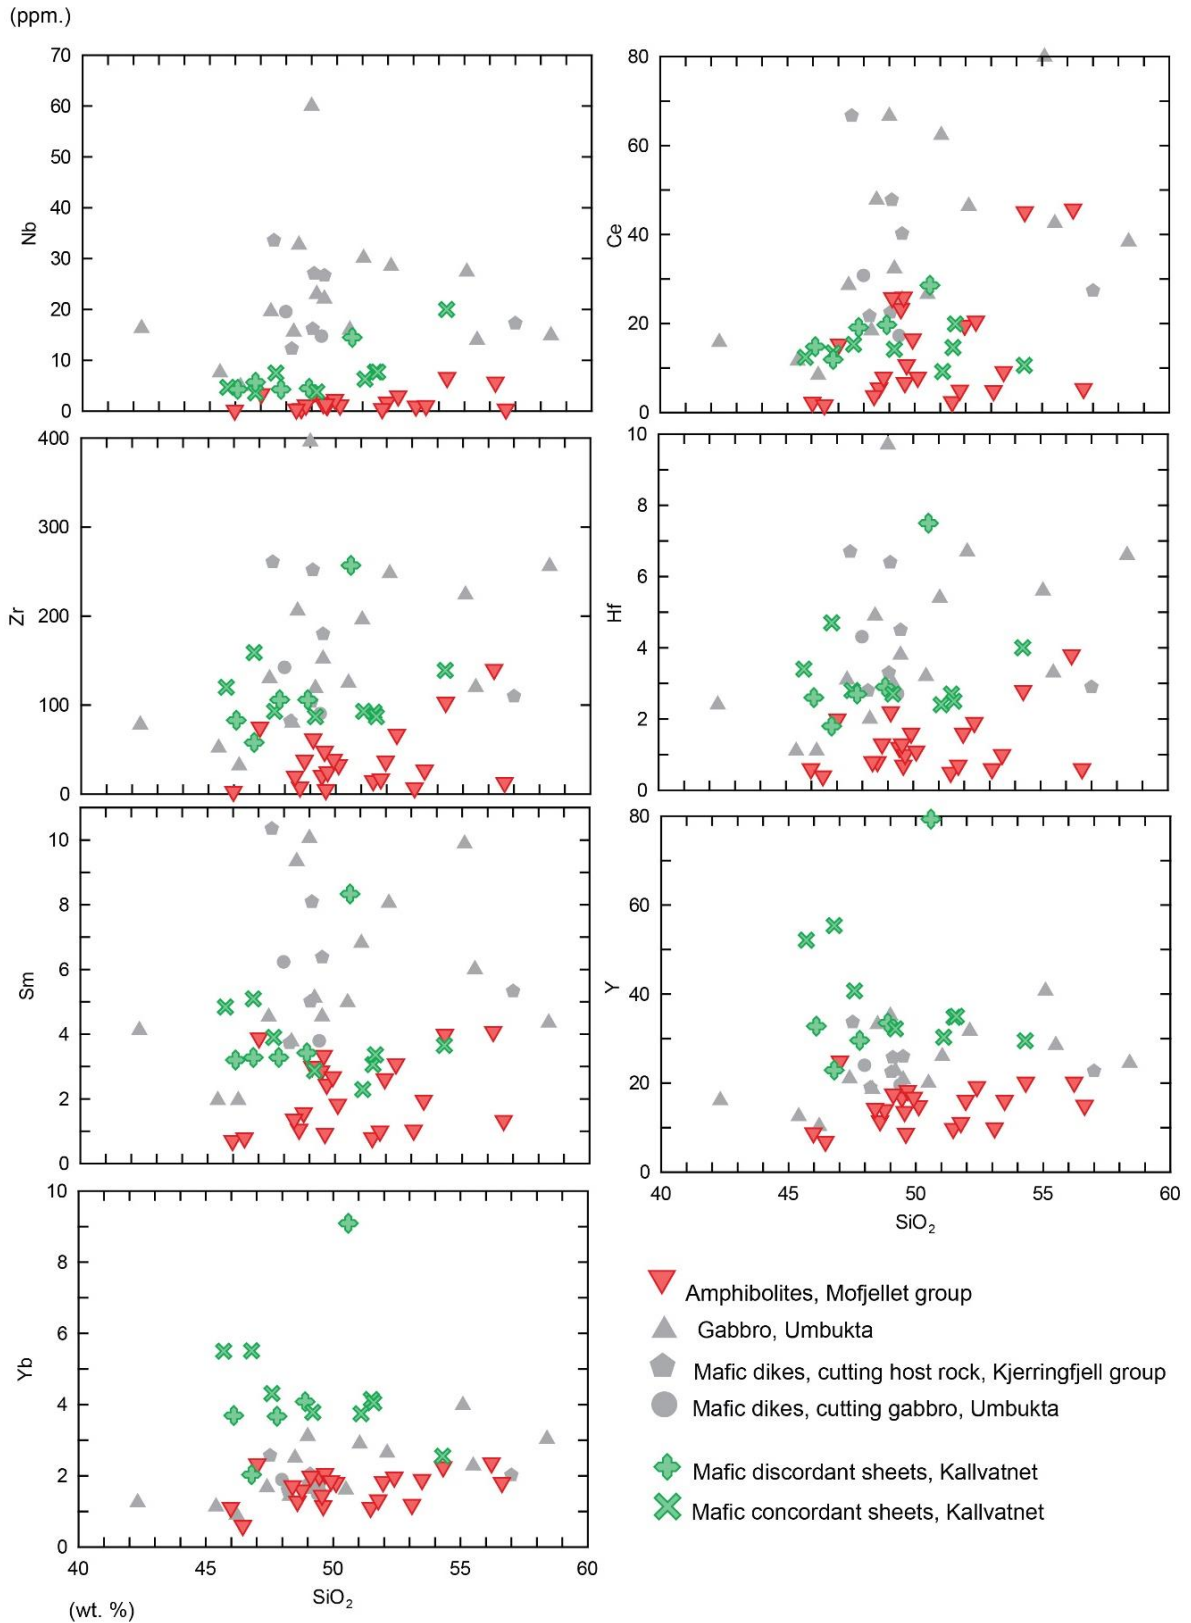 (ppm.)
70
60
50
40
30
20
10
0
Nb
80
60
40
20
0
Ce
400
300
200
100
0
Zr
10
8
6
4
2
0
Hf
10
8
6
4
2
0
Sm
80
60
40
20
0
Y
40 45 50 55 60
SiO2
10
8
6
4
2
0
Yb
40 45 50 55 60
SiO2
(wt. %)
Amphibolites, Mofjellet group
Gabbro, Umbukta
Mafic dikes, cutting host rock, Kjerringfjell group
Mafic dikes, cutting gabbro, Umbukta
Mafic discordant sheets, Kallvatnet
Mafic concordant sheets, Kallvatnet